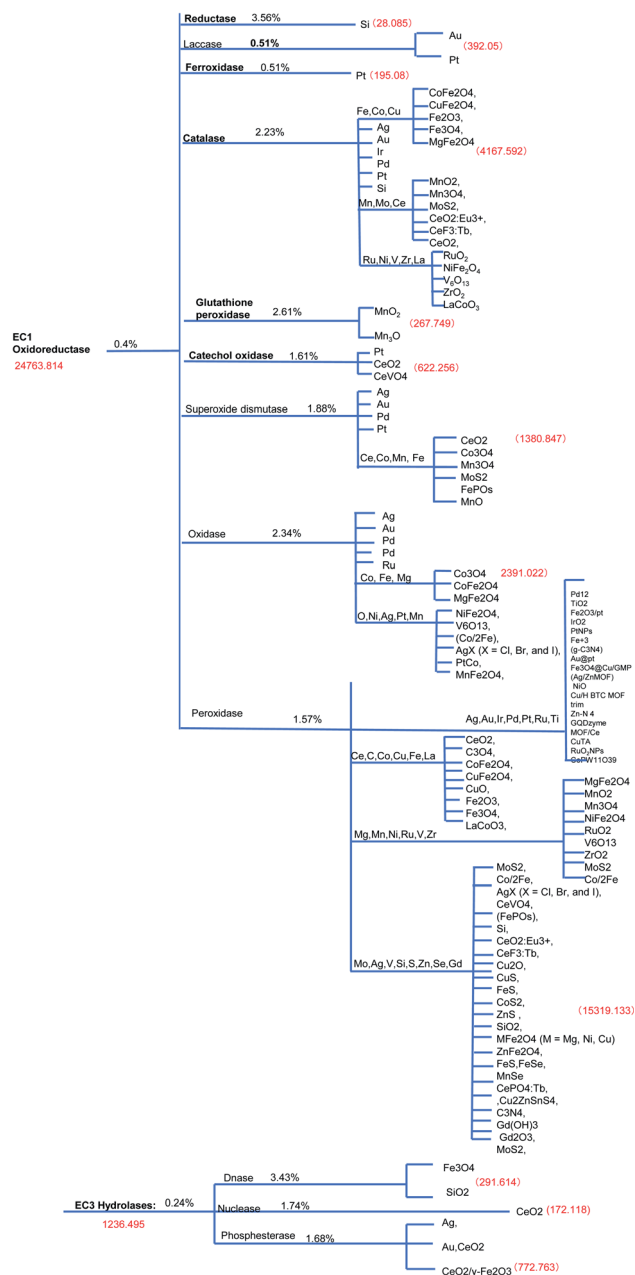 Reductase 3.56% Si (28.085)
Laccase 0.51% (392.05)
Au
Pt
Ferroxidase 0.51% Pt (195.08)
Catalase 2.23%
Fe,Co,Cu
CoFe2O4,
CuFe2O4,
Fe2O3,
Fe3O4,
MgFe2O4
(4167.592)
Ag
Au
Ir
Pd
Pt
Si
Mn,Mo,Ce
MnO2,
Mn3O4,
MoS2,
CeO2:Eu3+,
CeF3:Tb,
CeO2,
Ru,Ni,V,Zr,La
RuO₂
NiFe₂O₄
V₆O₁₃
ZrO₂
LaCoO₃
Glutathione
peroxidase 2.61%
MnO₂
(267.749)
Mn₃O
EC1
Oxidoreductase 0.4%
24763.814
Catechol oxidase 1.61%
Pt
CeO2
CeVO4
(622.256)
Superoxide dismutase 1.88%
Ag
Au
Pd
Pt
Ce,Co,Mn, Fe
CeO2 (1380.847)
Co3O4
Mn3O4
MoS2
FePOs
MnO
Oxidase 2.34%
Ag
Au
Pd
Pd
Ru
Co, Fe, Mg
Co3O4 2391.022)
CoFe2O4
MgFe2O4
O,Ni,Ag,Pt,Mn
NiFe2O4,
V6O13,
(Co/2Fe),
AgX (X = Cl, Br, and I),
PtCo,
MnFe2O4,
Peroxidase 1.57%
Ag,Au,Ir,Pd,Pt,Ru,Ti
Pd12
TiO2
Fe2O3/pt
IrO2
PtNPs
Fe+3
(g-C3N4)
Au@pt
Fe3O4@Cu/GMP
(Ag/ZnMOF)
NiO
Cu/H BTC MOF
trim
Zn-N 4
GQDzyme
MOF/Ce
CuTA
RuO₂NPs
CePW11O39
Ce,C,Co,Cu,Fe,La
CeO2,
C3O4,
CoFe2O4,
CuFe2O4,
CuO,
Fe2O3,
Fe3O4,
LaCoO3,
Mg,Mn,Ni,Ru,V,Zr
MgFe2O4
MnO2
Mn3O4
NiFe2O4
RuO2
V6O13
ZrO2
MoS2
Co/2Fe
Mo,Ag,V,Si,S,Zn,Se,Gd
MoS2,
Co/2Fe,
AgX (X = Cl, Br, and I),
CeVO4,
(FePOs),
Si,
CeO2:Eu3+,
CeF3:Tb,
Cu2O,
CuS,
FeS,
CoS2,
ZnS , (15319.133)
SiO2,
MFe2O4 (M = Mg, Ni, Cu)
ZnFe2O4,
FeS,FeSe,
MnSe
CePO4:Tb,
,Cu2ZnSnS4,
C3N4,
Gd(OH)3
Gd2O3,
MoS2,
Dnase 3.43%
Fe3O4
(291.614)
SiO2
EC3 Hydrolases: 0.24%
1236.495
Nuclease 1.74% CeO2 (172.118)
Phosphesterase 1.68%
Ag,
Au,CeO2
CeO2/γ-Fe2O3 (772.763)